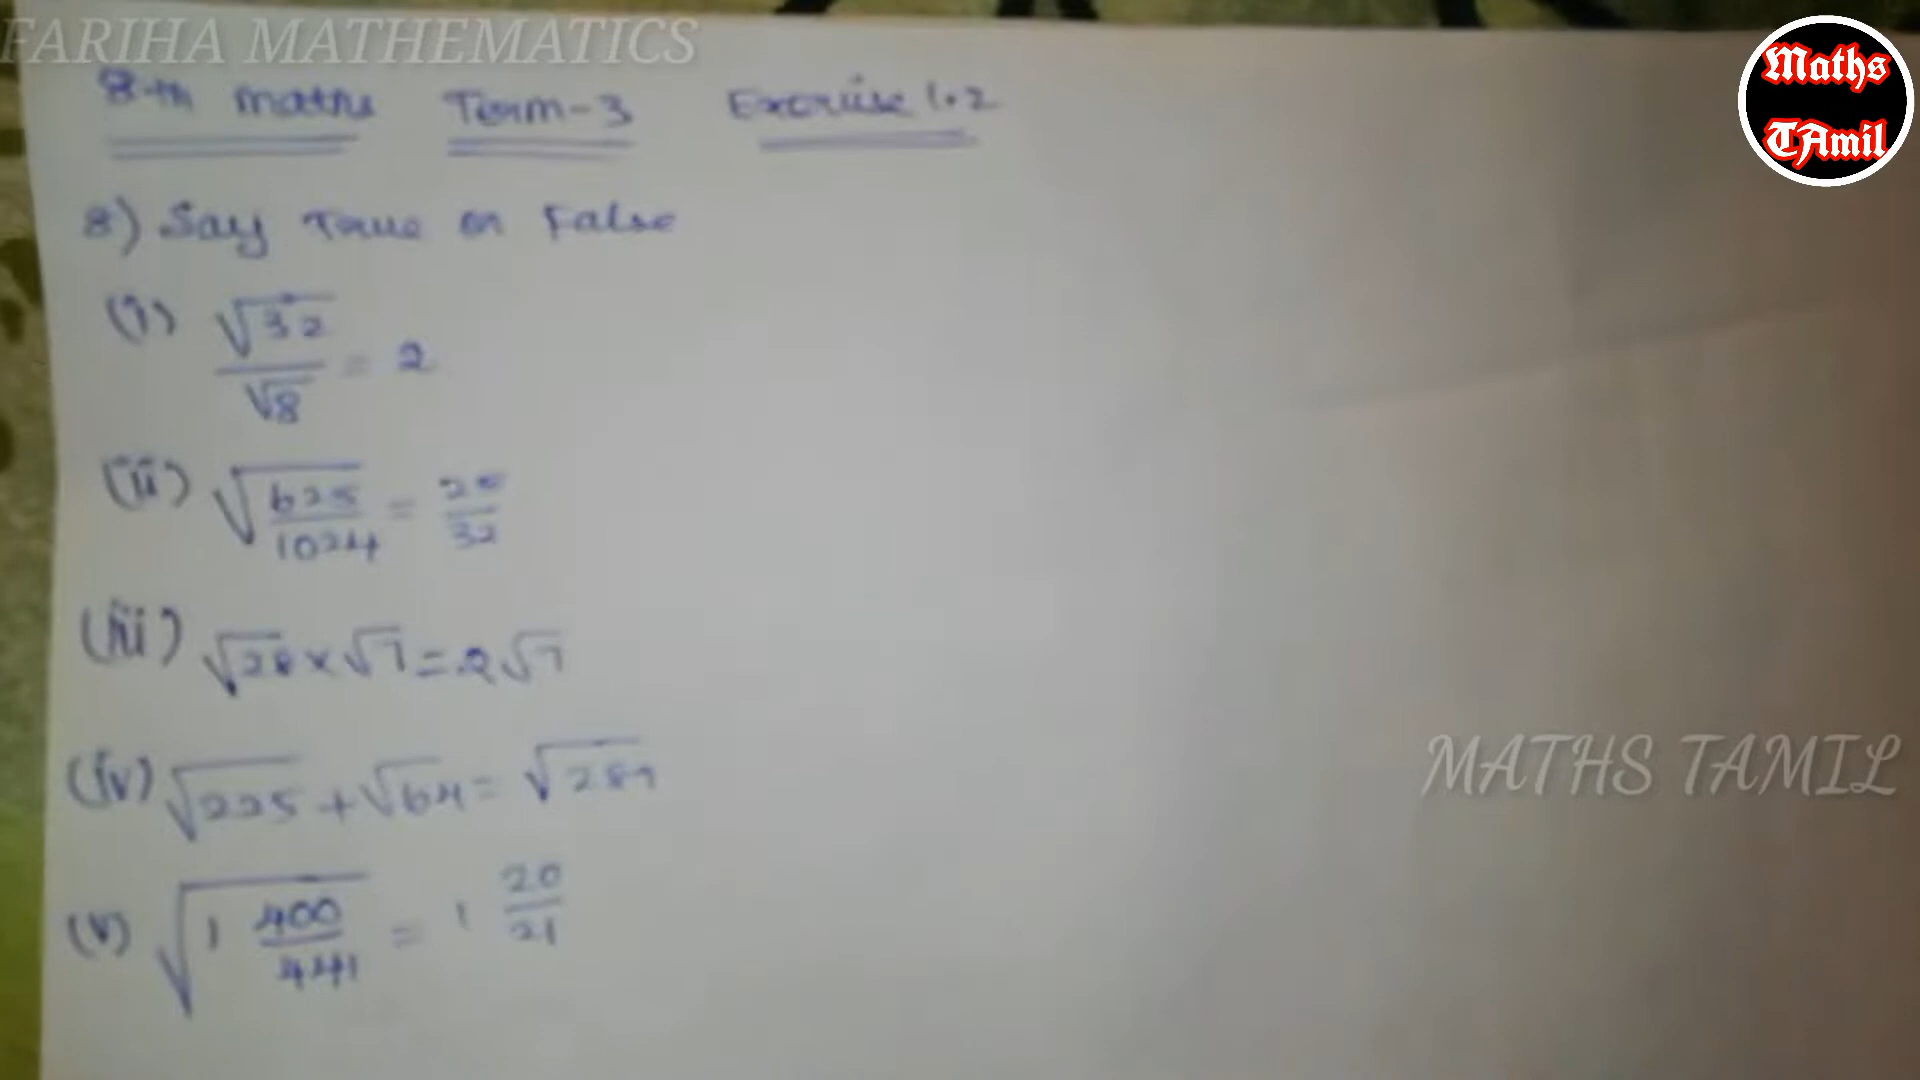 FARIHA MATHEMATICS
Maths
TAmil
8-th maths Term-3 Exercise 1.2
8) Say True or False
(i) √32 / √8 = 2
(ii) √(625/1024) = 25/32
(iii) √28 × √7 = 2√7
(iv) √225 + √64 = √289
(v) √(1 400/441) = 1 20/21
MATHS TAMIL